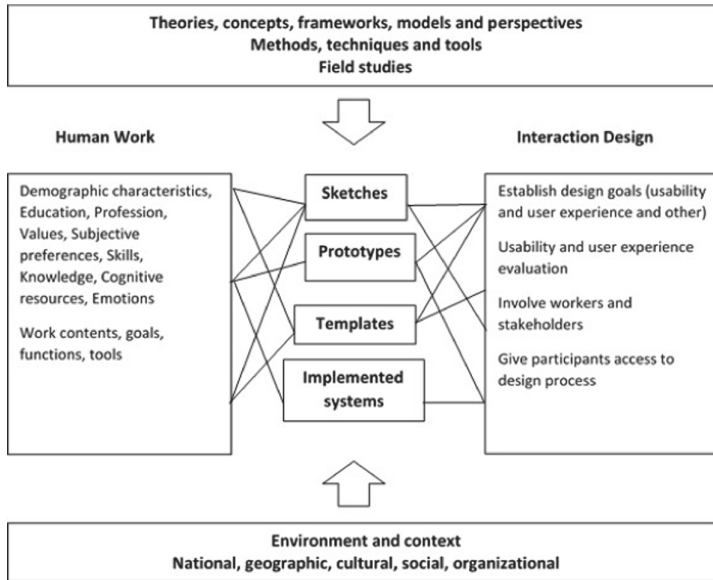 Theories, concepts, frameworks, models and perspectives
Methods, techniques and tools
Field studies
Human Work
Interaction Design
Demographic characteristics,
Education, Profession,
Values, Subjective
preferences, Skills,
Knowledge, Cognitive
resources, Emotions
Work contents, goals,
functions, tools
Sketches
Prototypes
Templates
Implemented
systems
Establish design goals (usability
and user experience and other)
Usability and user experience
evaluation
Involve workers and
stakeholders
Give participants access to
design process
Environment and context
National, geographic, cultural, social, organizational